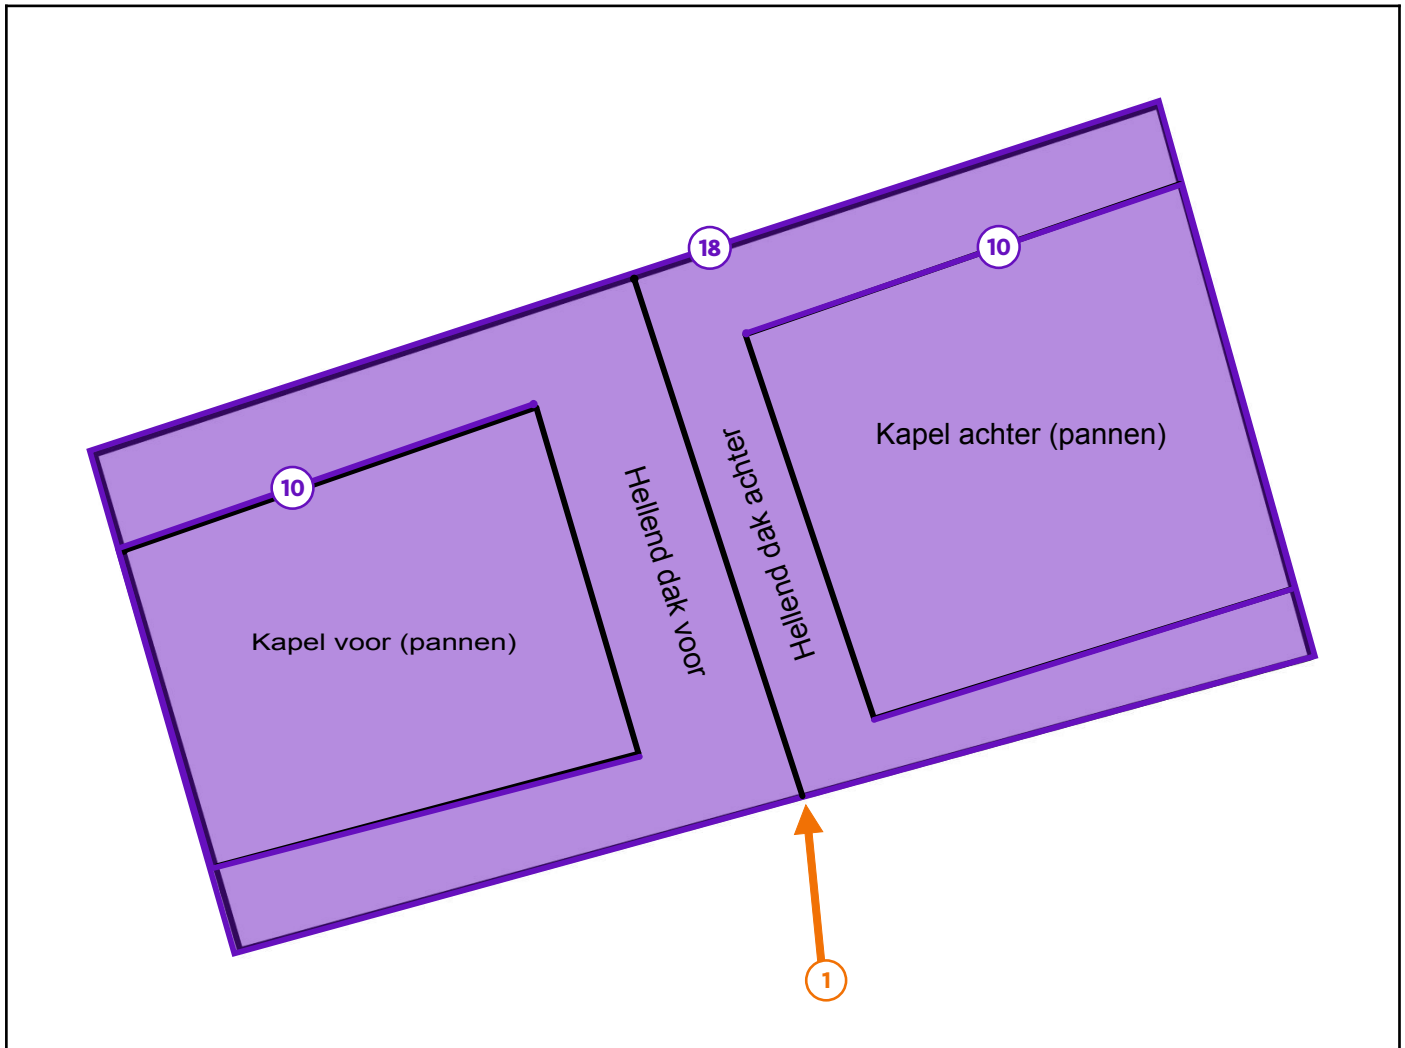 18
10
10
Kapel achter (pannen)
Hellend dak achter
Hellend dak voor
Kapel voor (pannen)
1